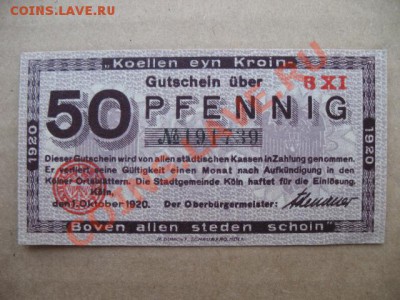 COINS.LAVE.RU
„Koellen eyn Kroin-
Gutschein über 6 XI
50 PFENNIG
1920
1920
Dieser Gutschein wird von allen städtischen Kassen in Zahlung genommen.
Er verliert seine Gültigkeit einen Monat nach Aufkündigung in den
Kölner Ortsblättern. Die Stadtgemeinde Köln haftet für die Einlösung.
Köln,
den 1. Oktober 1920. Der Oberbürgermeister:
Boven allen steden schoin"